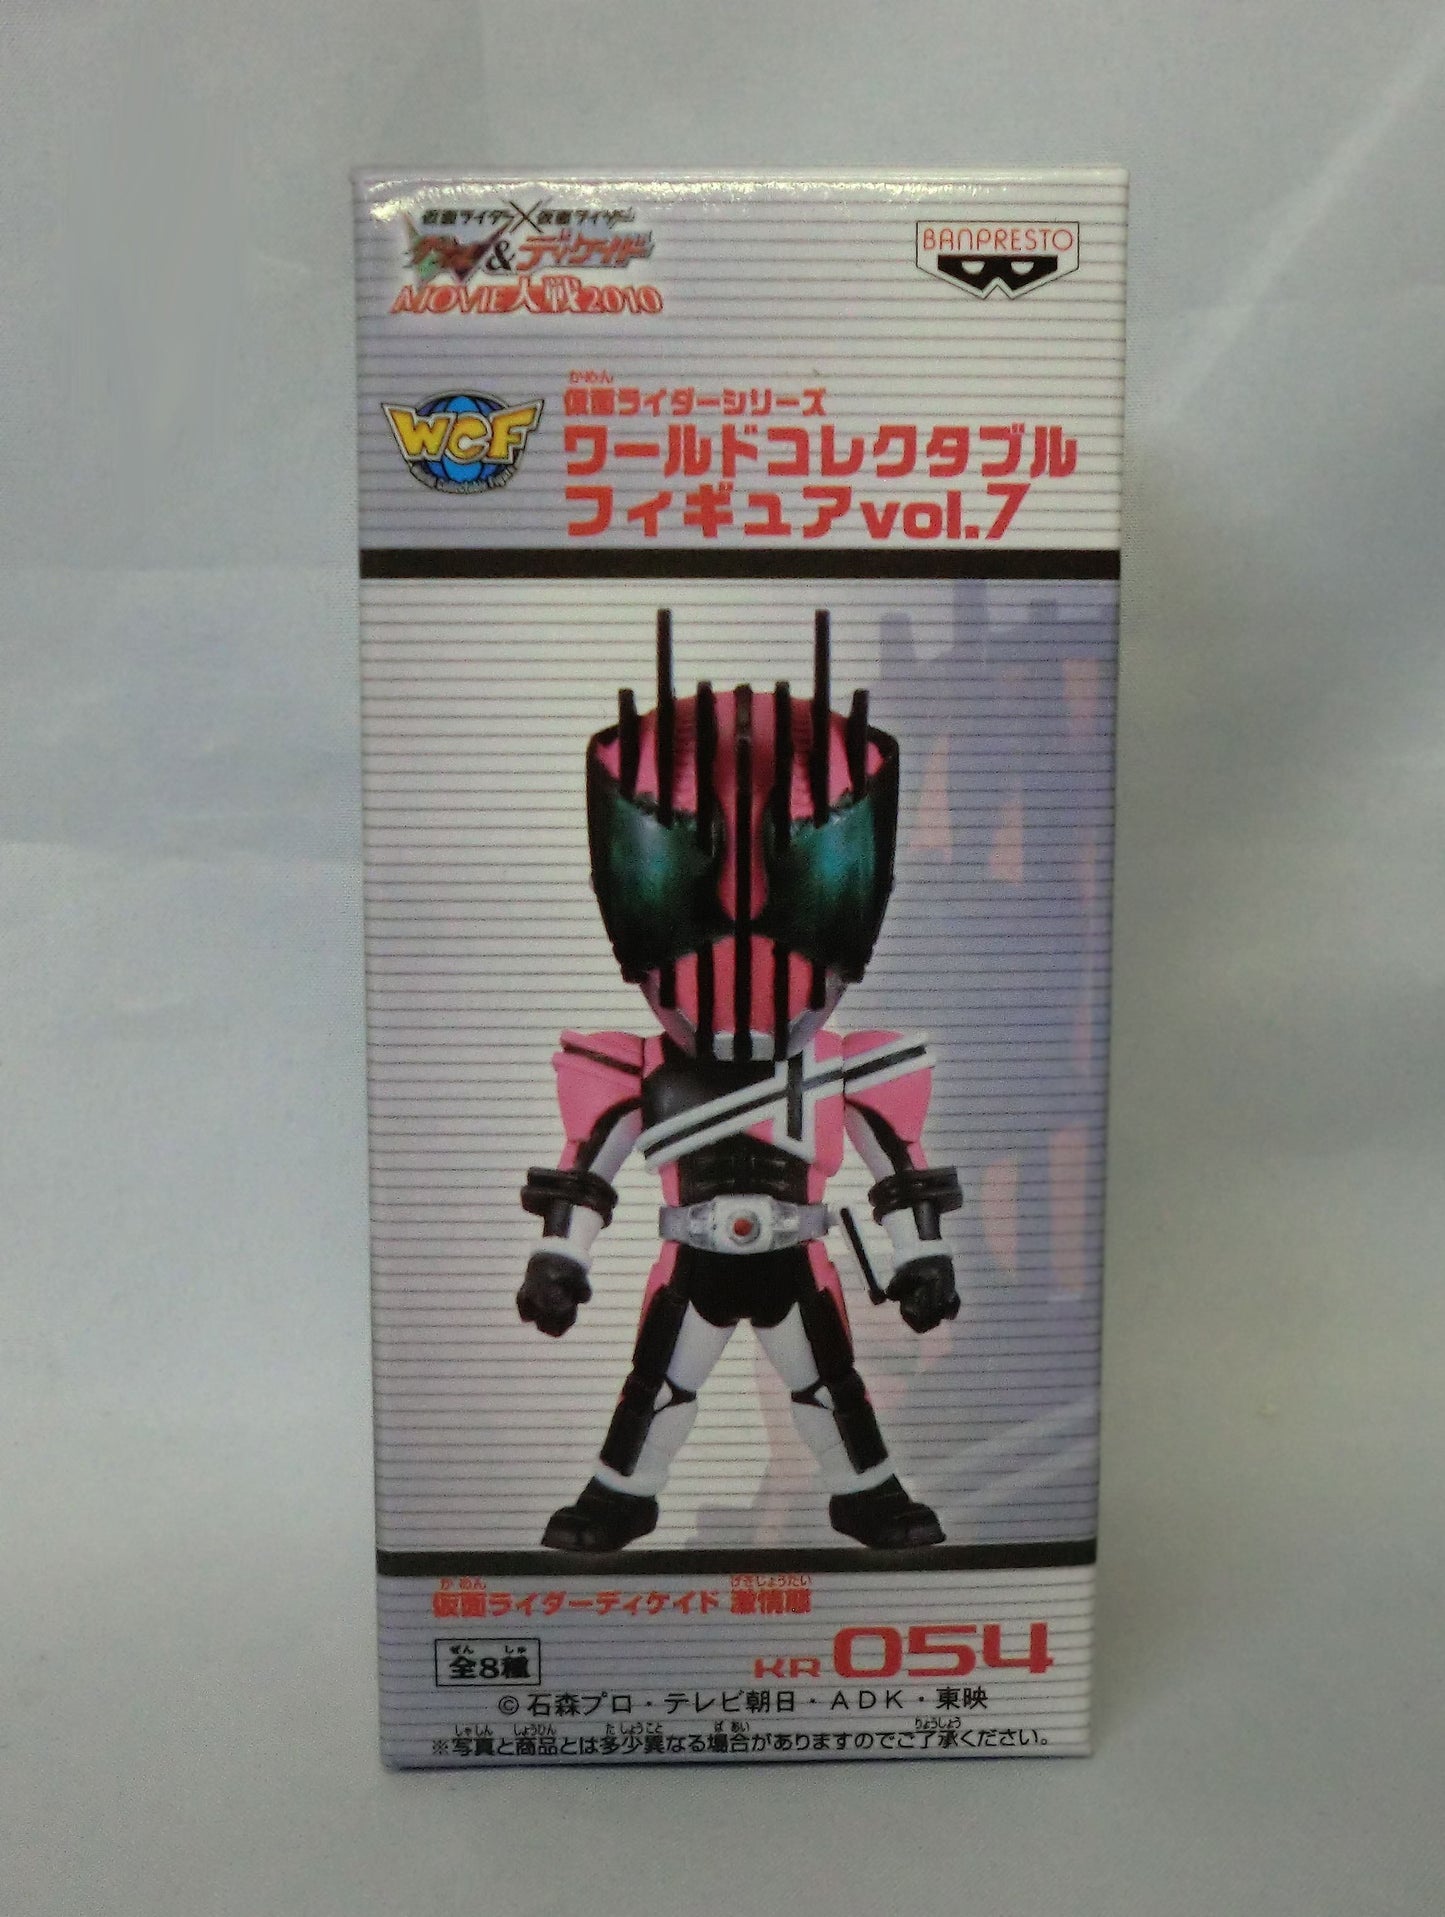 仮面ライダー×仮面ライダー
ダブル&ディケイド
MOVIE大戦2010
BANPRESTO
WCF
World Collectable Figure
かめん
仮面ライダーシリーズ
ワールドコレクタブル
フィギュアvol.7
かめん げきじょうたい
仮面ライダーディケイド 激情態
ぜん しゅ
全8種
KR 054
©石森プロ・テレビ朝日・ADK・東映
しゃしん しょうひん たしょうこと ばあい りょうしょう
※写真と商品とは多少異なる場合がありますのでご了承ください。